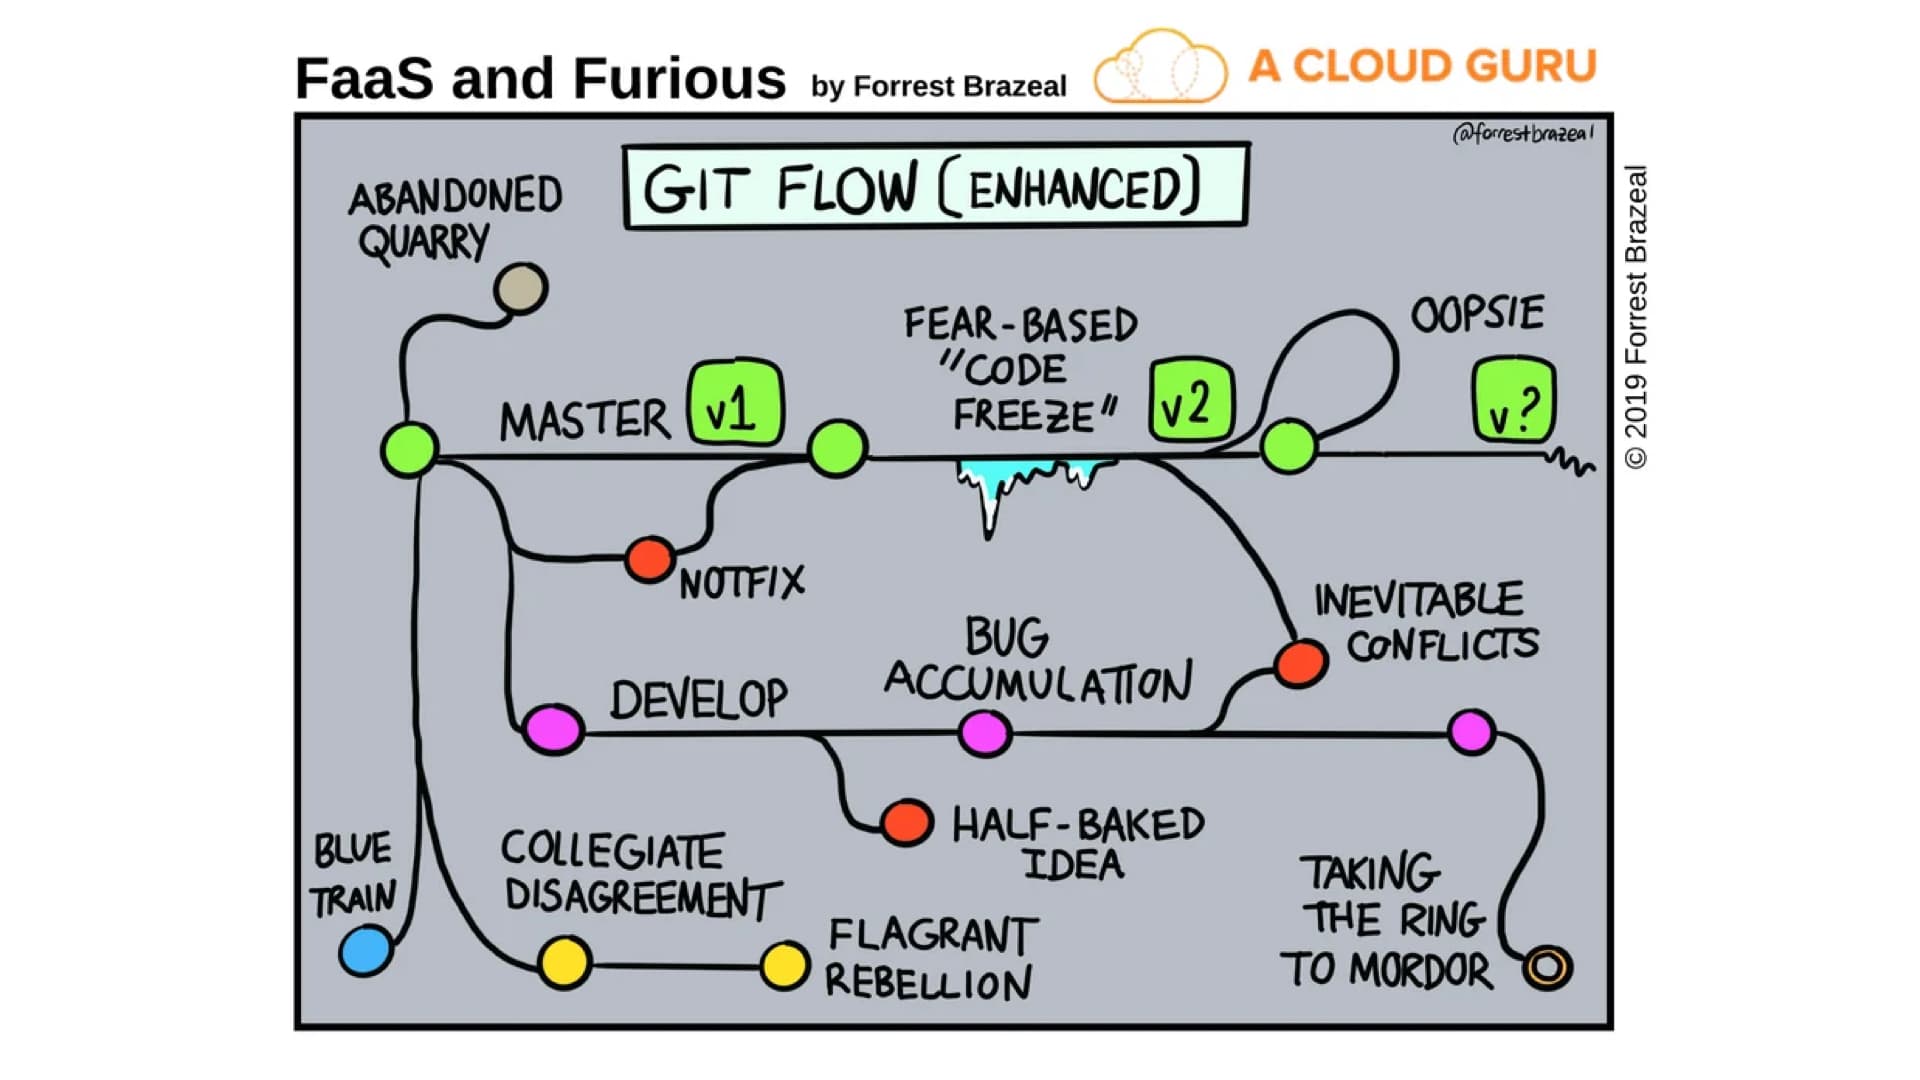 FaaS and Furious by Forrest Brazeal
A CLOUD GURU
@forrestbrazeal
GIT FLOW (ENHANCED)
© 2019 Forrest Brazeal
ABANDONED
QUARRY
FEAR-BASED
"CODE
FREEZE"
OOPSIE
MASTER
v1
v2
v?
NOTFIX
INEVITABLE
CONFLICTS
BUG
ACCUMULATION
DEVELOP
HALF-BAKED
IDEA
BLUE
TRAIN
COLLEGIATE
DISAGREEMENT
FLAGRANT
REBELLION
TAKING
THE RING
TO MORDOR